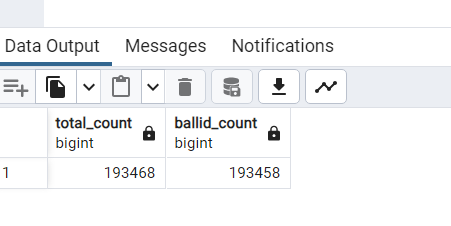 Data Output Messages Notifications
total_count ballid_count
bigint bigint
1 193468 193458